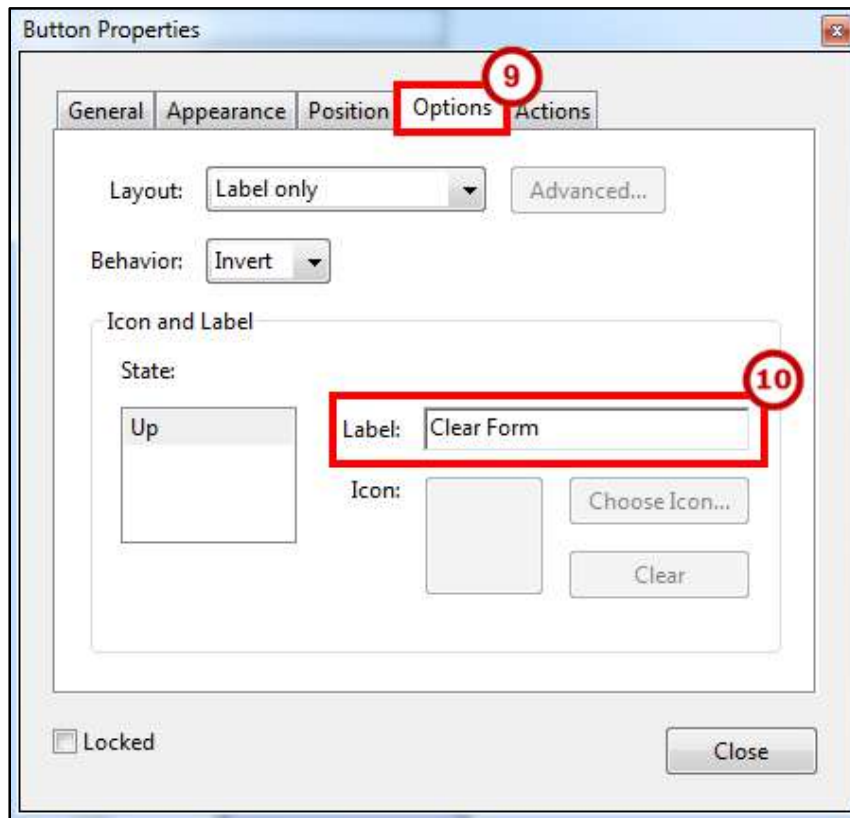 Button Properties
9
General Appearance Position Options Actions
Layout: Label only Advanced...
Behavior: Invert
Icon and Label
State:
10
Up Label: Clear Form
Icon: Choose Icon...
Clear
Locked Close